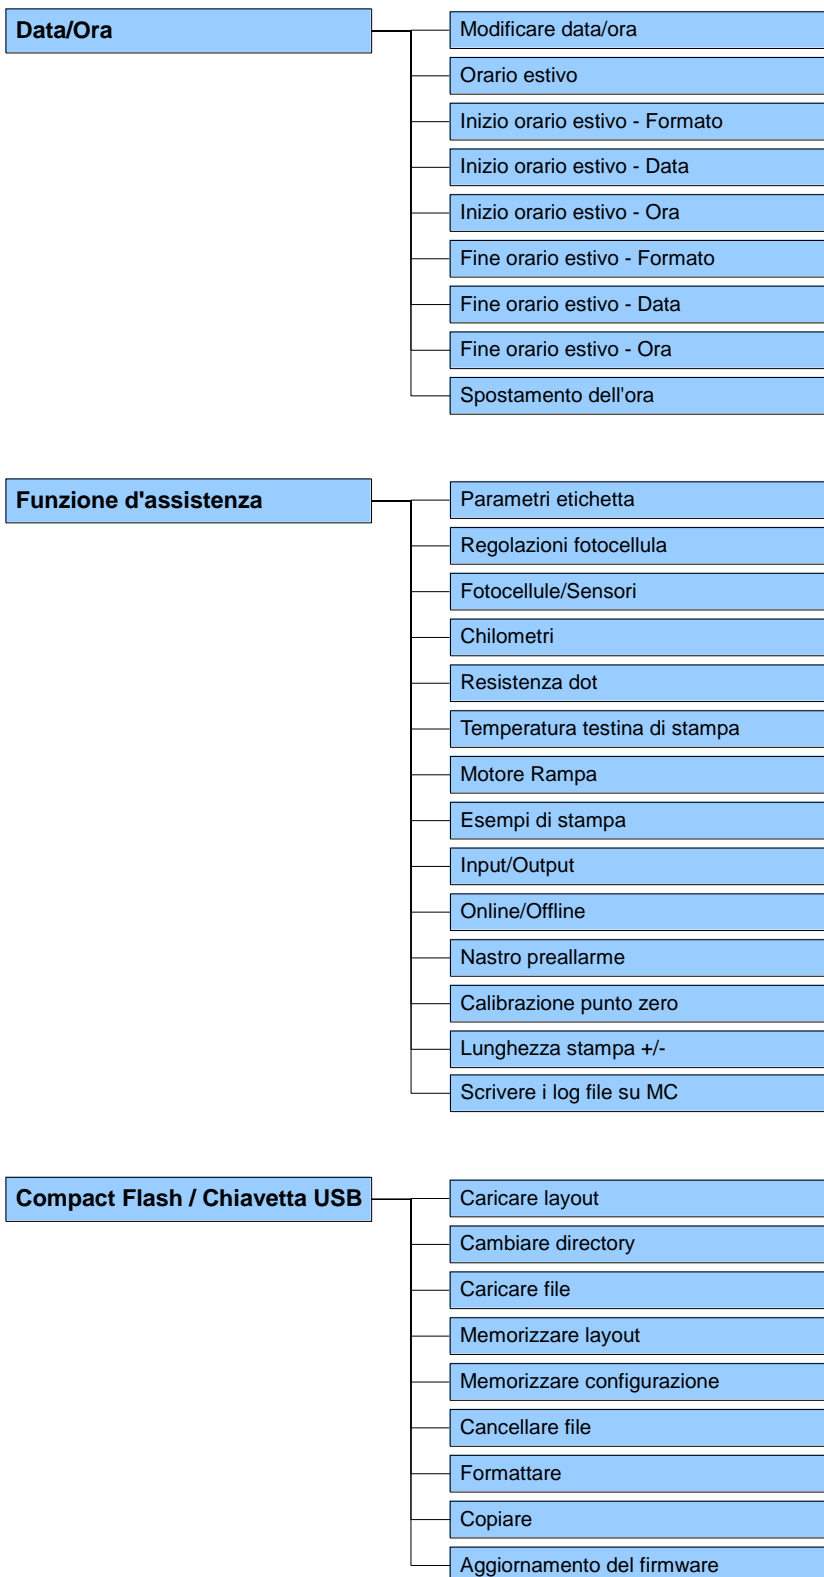 Data/Ora
Modificare data/ora
Orario estivo
Inizio orario estivo - Formato
Inizio orario estivo - Data
Inizio orario estivo - Ora
Fine orario estivo - Formato
Fine orario estivo - Data
Fine orario estivo - Ora
Spostamento dell'ora
Funzione d'assistenza
Parametri etichetta
Regolazioni fotocellula
Fotocellule/Sensori
Chilometri
Resistenza dot
Temperatura testina di stampa
Motore Rampa
Esempi di stampa
Input/Output
Online/Offline
Nastro preallarme
Calibrazione punto zero
Lunghezza stampa +/-
Scrivere i log file su MC
Compact Flash / Chiavetta USB
Caricare layout
Cambiare directory
Caricare file
Memorizzare layout
Memorizzare configurazione
Cancellare file
Formattare
Copiare
Aggiornamento del firmware